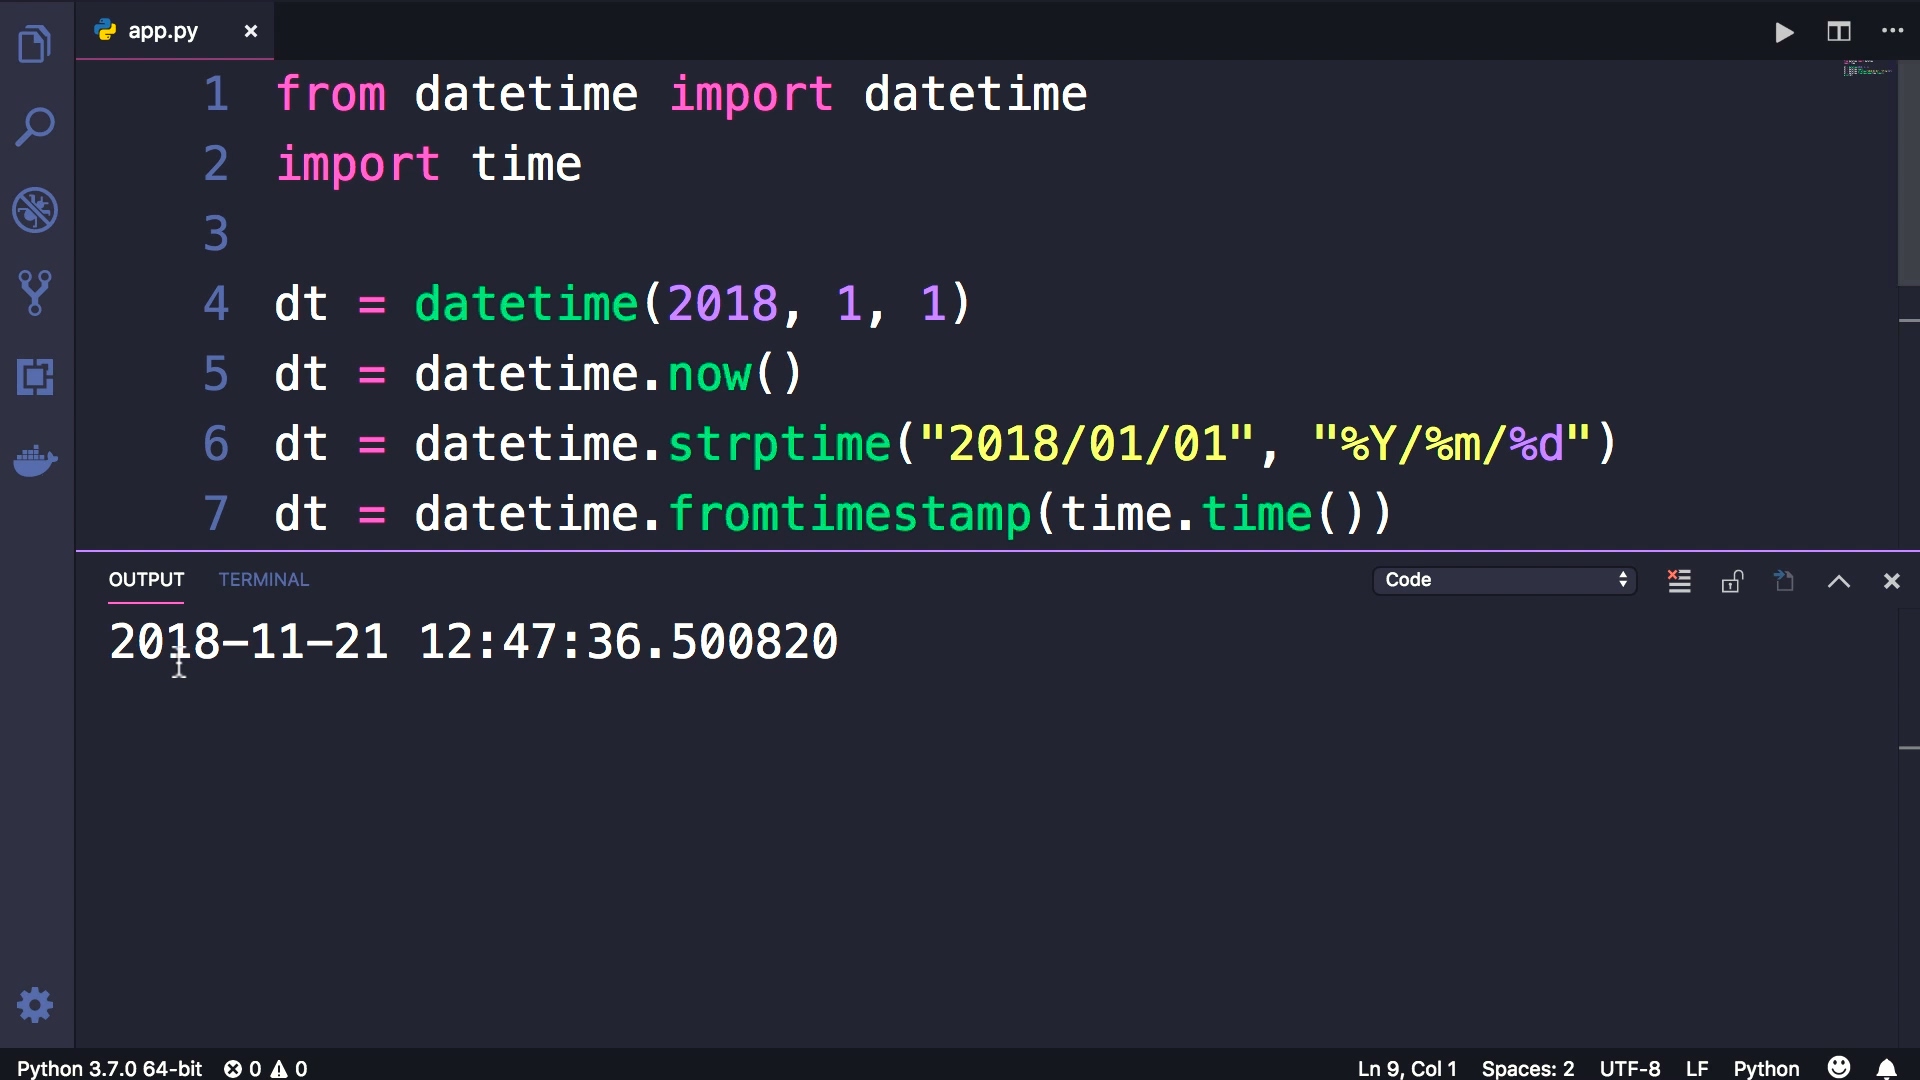 app.py
1 from datetime import datetime
2 import time
3
4 dt = datetime(2018, 1, 1)
5 dt = datetime.now()
6 dt = datetime.strptime("2018/01/01", "%Y/%m/%d")
7 dt = datetime.fromtimestamp(time.time())
OUTPUT TERMINAL Code
2018-11-21 12:47:36.500820
Python 3.7.0 64-bit 0 0 Ln 9, Col 1 Spaces: 2 UTF-8 LF Python